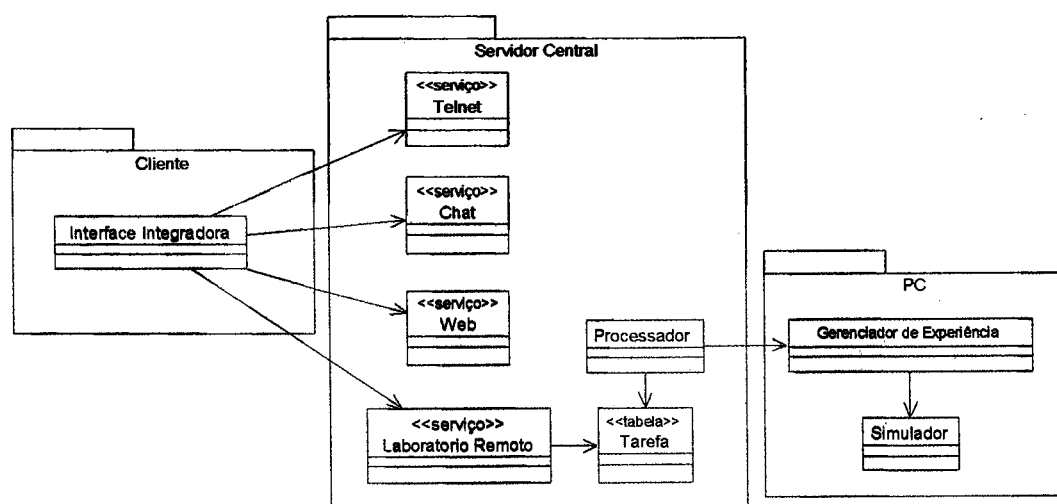 Servidor Central
<<serviço>>
Telnet
Cliente
<<serviço>>
Chat
Interface Integradora
PC
<<serviço>>
Web
Processador
Gerenciador de Experiência
<<serviço>>
Laboratorio Remoto
<<tabela>>
Tarefa
Simulador